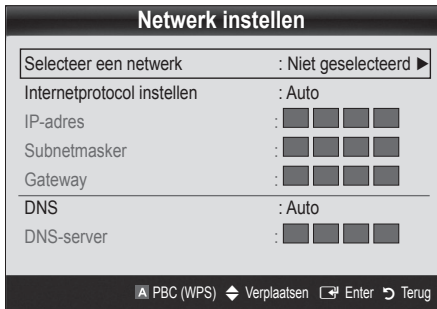 Netwerk instellen
Selecteer een netwerk : Niet geselecteerd ►
Internetprotocol instellen : Auto
IP-adres :
Subnetmasker :
Gateway :
DNS : Auto
DNS-server :
A PBC (WPS) Verplaatsen Enter Terug